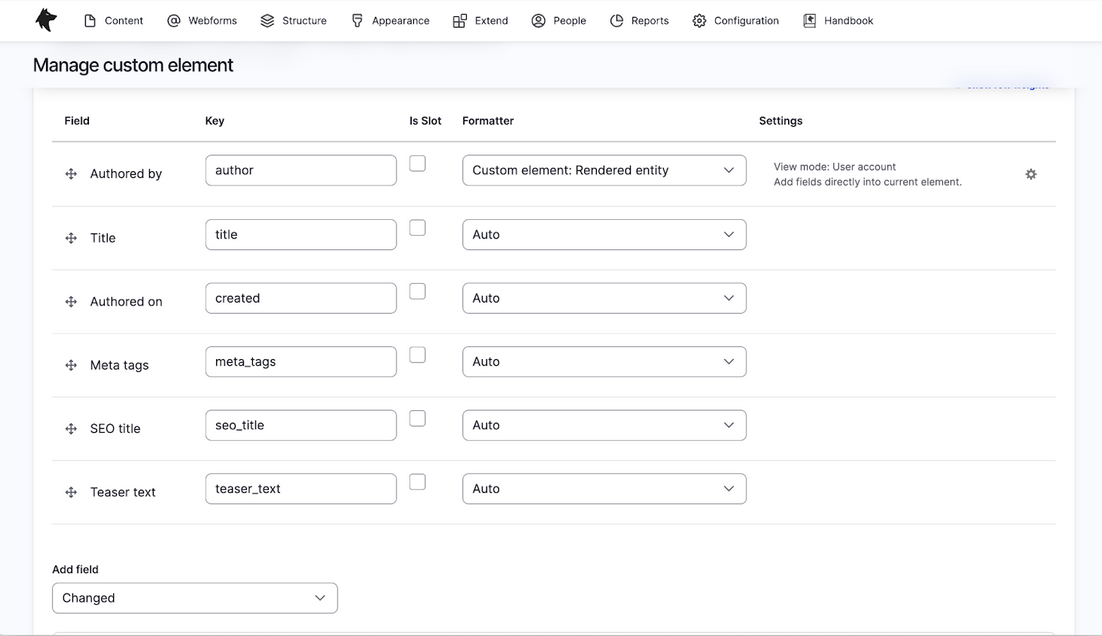 Content Webforms Structure Appearance Extend People Reports Configuration Handbook
Manage custom element
Field Key Is Slot Formatter Settings
Authored by author Custom element: Rendered entity View mode: User account
Add fields directly into current element.
Title title Auto
Authored on created Auto
Meta tags meta_tags Auto
SEO title seo_title Auto
Teaser text teaser_text Auto
Add field
Changed